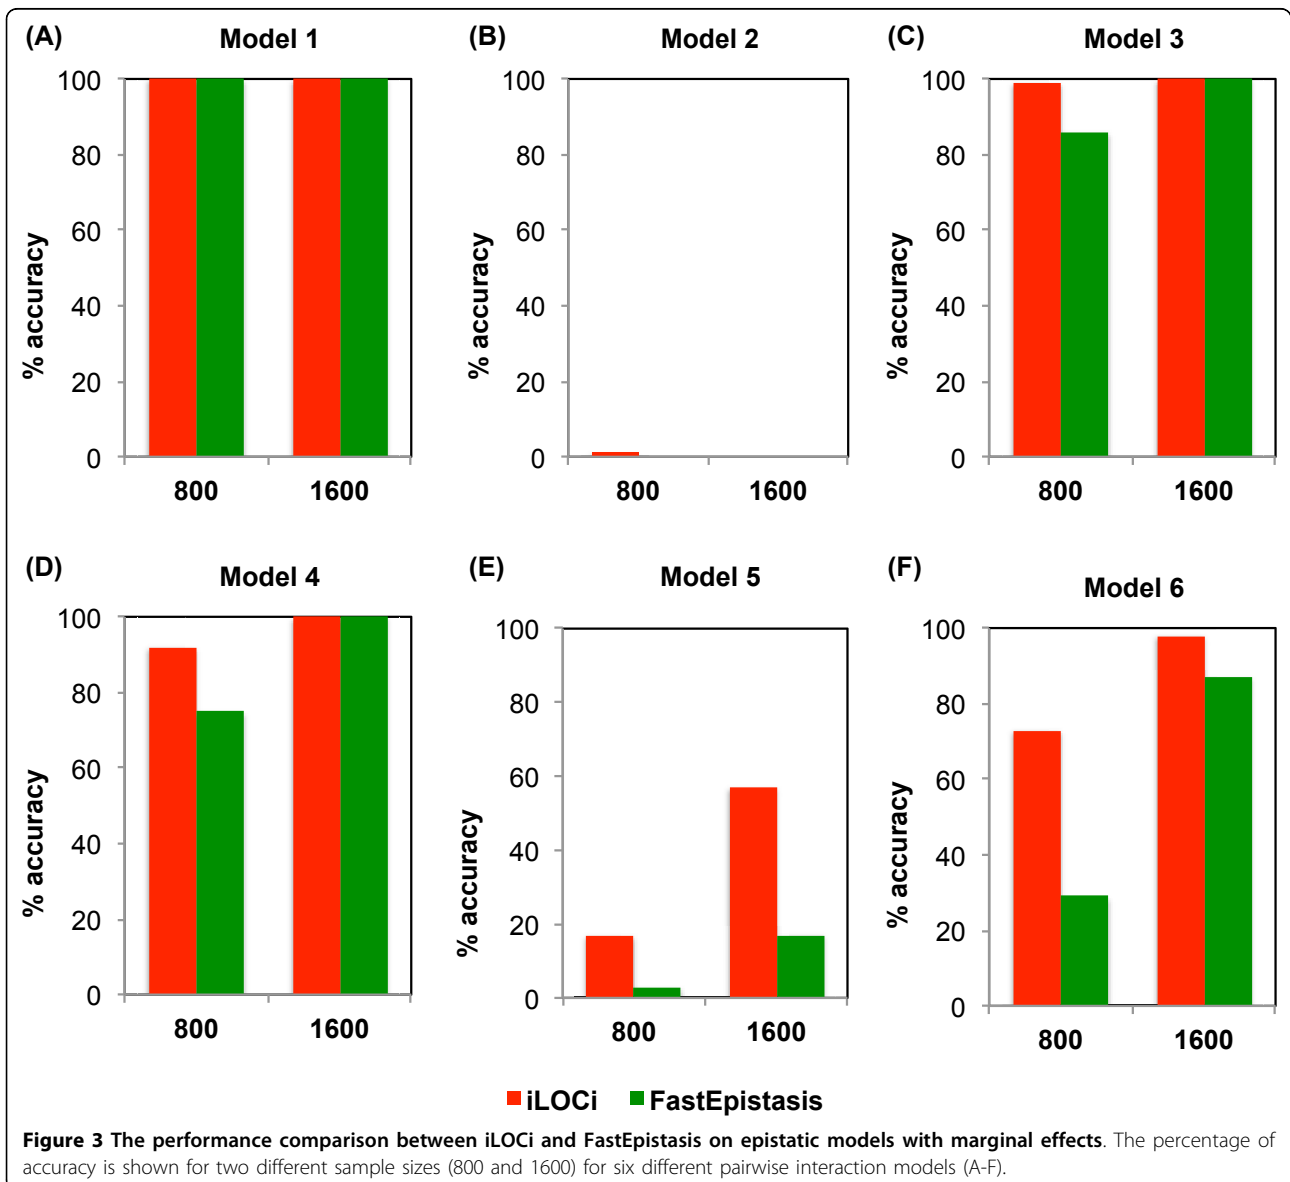 (A) Model 1
100
80
60
40
20
0
% accuracy
800 1600
(B) Model 2
100
80
60
40
20
0
% accuracy
800 1600
(C) Model 3
100
80
60
40
20
0
% accuracy
800 1600
(D) Model 4
100
80
60
40
20
0
% accuracy
800 1600
(E) Model 5
100
80
60
40
20
0
% accuracy
800 1600
(F) Model 6
100
80
60
40
20
0
% accuracy
800 1600
iLOCi FastEpistasis
Figure 3 The performance comparison between iLOCi and FastEpistasis on epistatic models with marginal effects. The percentage of
accuracy is shown for two different sample sizes (800 and 1600) for six different pairwise interaction models (A-F).